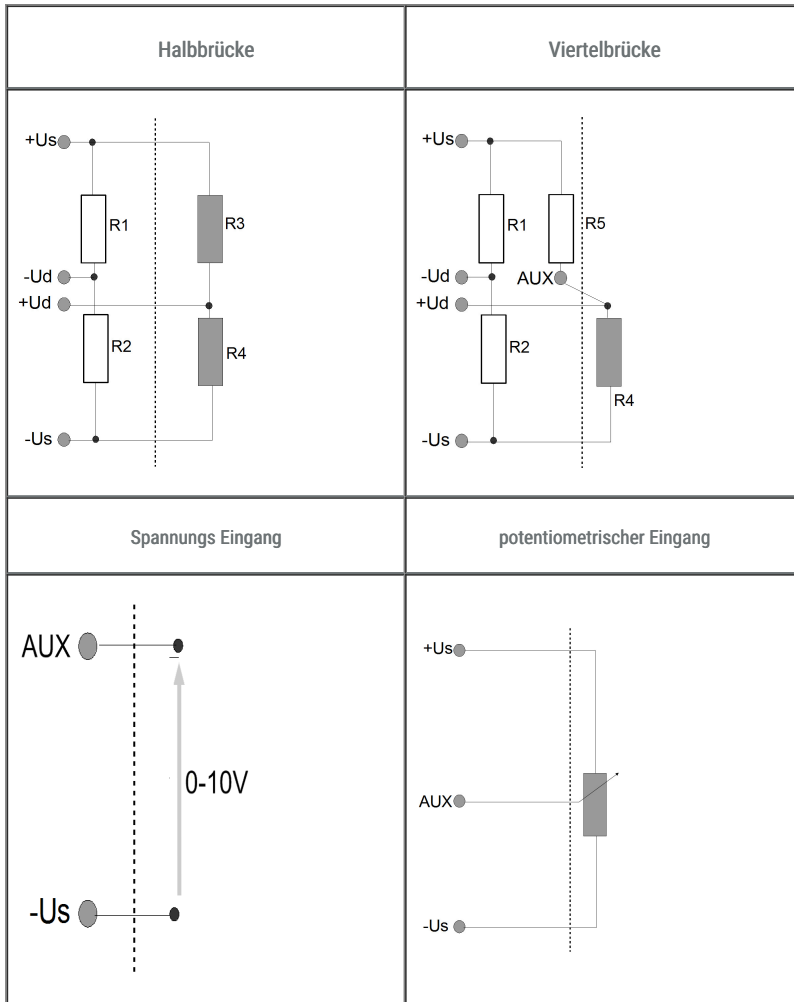 Halbbrücke
Viertelbrücke
+Us
R1
R3
-Ud
+Ud
R2
R4
-Us
+Us
R1
R5
-Ud
AUX
+Ud
R2
R4
-Us
Spannungs Eingang
potentiometrischer Eingang
AUX
0-10V
-Us
+Us
AUX
-Us